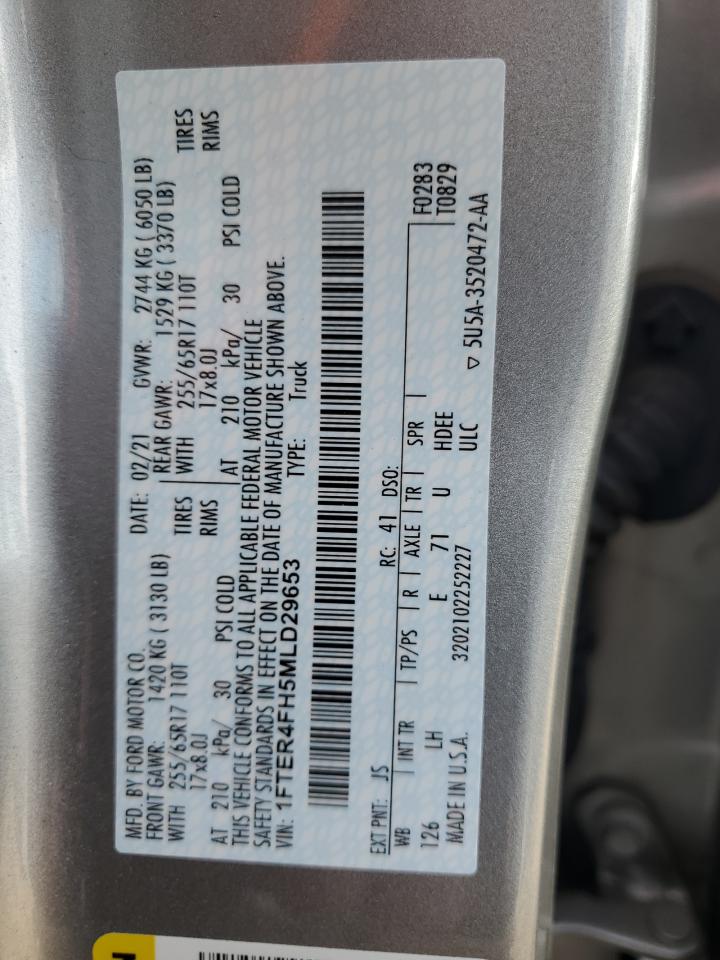 MFD. BY FORD MOTOR CO.
DATE: 02/21 GVWR: 2744 KG ( 6050 LB)
FRONT GAWR: 1420 KG ( 3130 LB)
REAR GAWR: 1529 KG ( 3370 LB)
WITH 255/65R17 110T TIRES
WITH 255/65R17 110T TIRES
17x8.0J RIMS
17x8.0J RIMS
AT 210 kPa/ 30 PSI COLD
AT 210 kPa/ 30 PSI COLD
THIS VEHICLE CONFORMS TO ALL APPLICABLE FEDERAL MOTOR VEHICLE
SAFETY STANDARDS IN EFFECT ON THE DATE OF MANUFACTURE SHOWN ABOVE.
VIN: 1FTER4FH5MLD29653 TYPE: Truck
EXT PNT: JS RC: 41 DSO:
WB | INT TR | TP/PS | R | AXLE | TR | SPR | F0283
126 LH E 71 U HDEE T0829
MADE IN U.S.A. 3202102252227 ULC
▽ 5U5A-3520472-AA